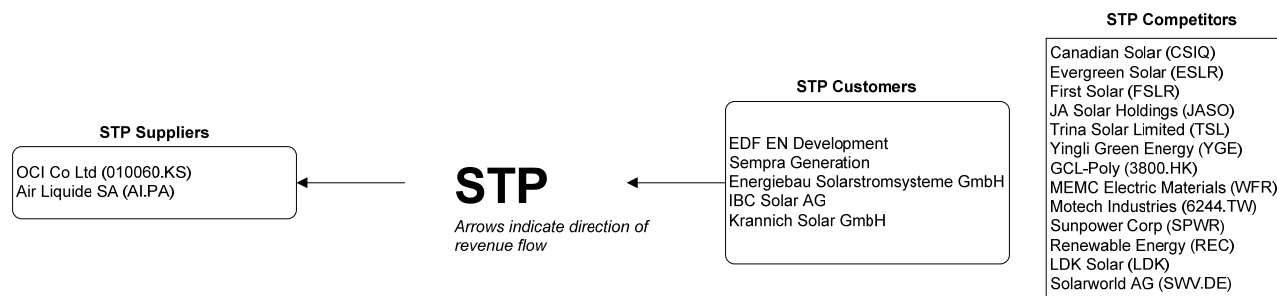 STP Suppliers
OCI Co Ltd (010060.KS)
Air Liquide SA (AI.PA)
STP
Arrows indicate direction of
revenue flow
STP Customers
EDF EN Development
Sempra Generation
Energiebau Solarstromsysteme GmbH
IBC Solar AG
Krannich Solar GmbH
STP Competitors
Canadian Solar (CSIQ)
Evergreen Solar (ESLR)
First Solar (FSLR)
JA Solar Holdings (JASO)
Trina Solar Limited (TSL)
Yingli Green Energy (YGE)
GCL-Poly (3800.HK)
MEMC Electric Materials (WFR)
Motech Industries (6244.TW)
Sunpower Corp (SPWR)
Renewable Energy (REC)
LDK Solar (LDK)
Solarworld AG (SWV.DE)